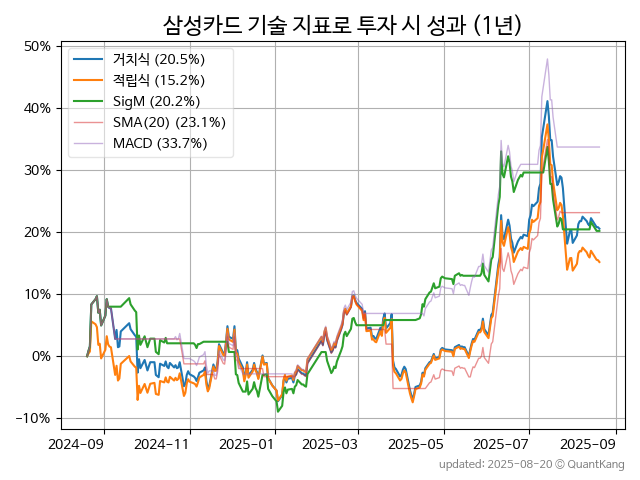 삼성카드 기술 지표로 투자 시 성과 (1년)
50%
40%
30%
20%
10%
0%
−10%
거치식 (20.5%)
적립식 (15.2%)
SigM (20.2%)
SMA(20) (23.1%)
MACD (33.7%)
2024-09
2024-11
2025-01
2025-03
2025-05
2025-07
2025-09
updated: 2025-08-20 © QuantKang